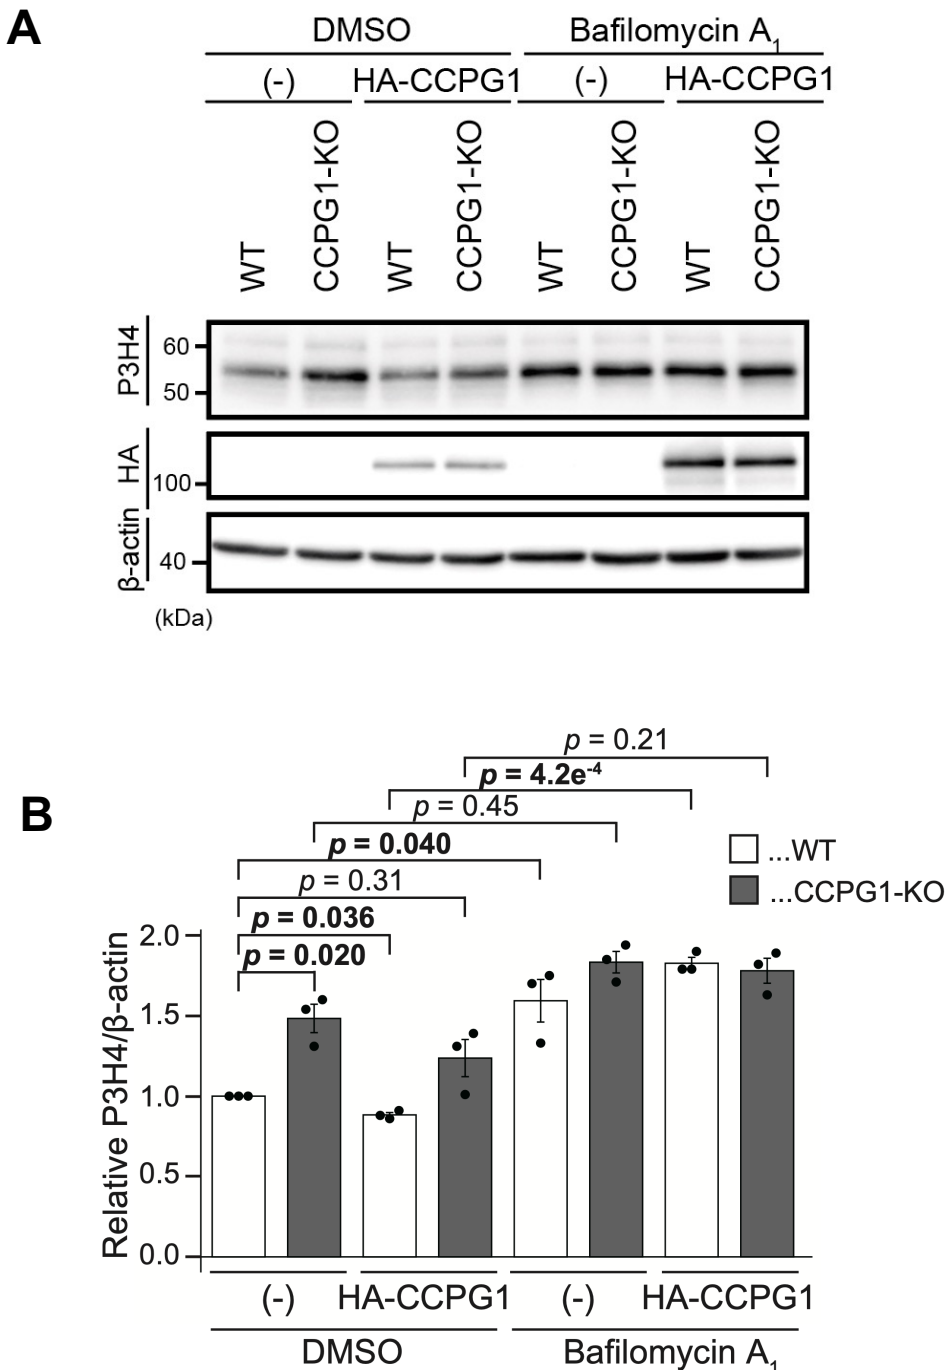 A
DMSO Bafilomycin A1
(-) HA-CCPG1 (-) HA-CCPG1
WT CCPG1-KO WT CCPG1-KO WT CCPG1-KO WT CCPG1-KO
P3H4
60
50
HA
100
β-actin
40
(kDa)
B
p = 0.21
p = 4.2e-4
p = 0.45
p = 0.040
p = 0.31
p = 0.036
p = 0.020
...WT
...CCPG1-KO
Relative P3H4/β-actin
2.0
1.5
1.0
0.5
0.0
(-) HA-CCPG1 (-) HA-CCPG1
DMSO Bafilomycin A1